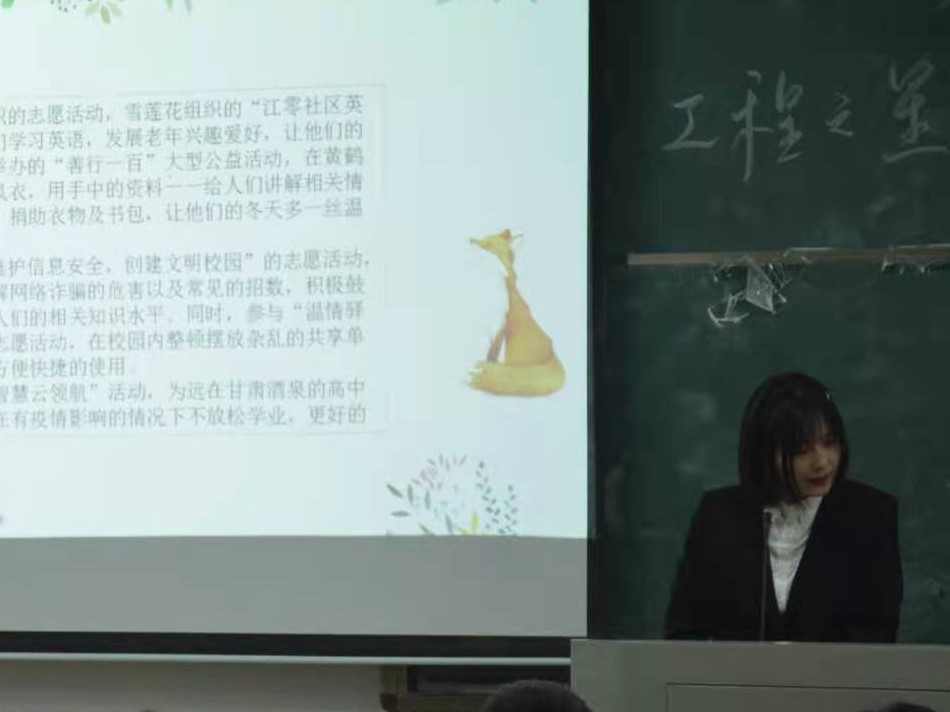 的志愿活动，雪莲花组织的“江零社区英
们学习英语，发展老年兴趣爱好，让他们的
举办的“善行一百”大型公益活动，在黄鹤
风衣，用手中的资料——给人们讲解相关情
捐助衣物及书包，让他们的冬天多一丝温
维护信息安全，创建文明校园”的志愿活动，
解网络诈骗的危害以及常见的招数，积极鼓
人们的相关知识水平。同时，参与“温情驿
志愿活动，在校园内整顿摆放杂乱的共享单
方便快捷的使用。
智慧云领航”活动，为远在甘肃酒泉的高中
在有疫情影响的情况下不放松学业，更好的
工程之星